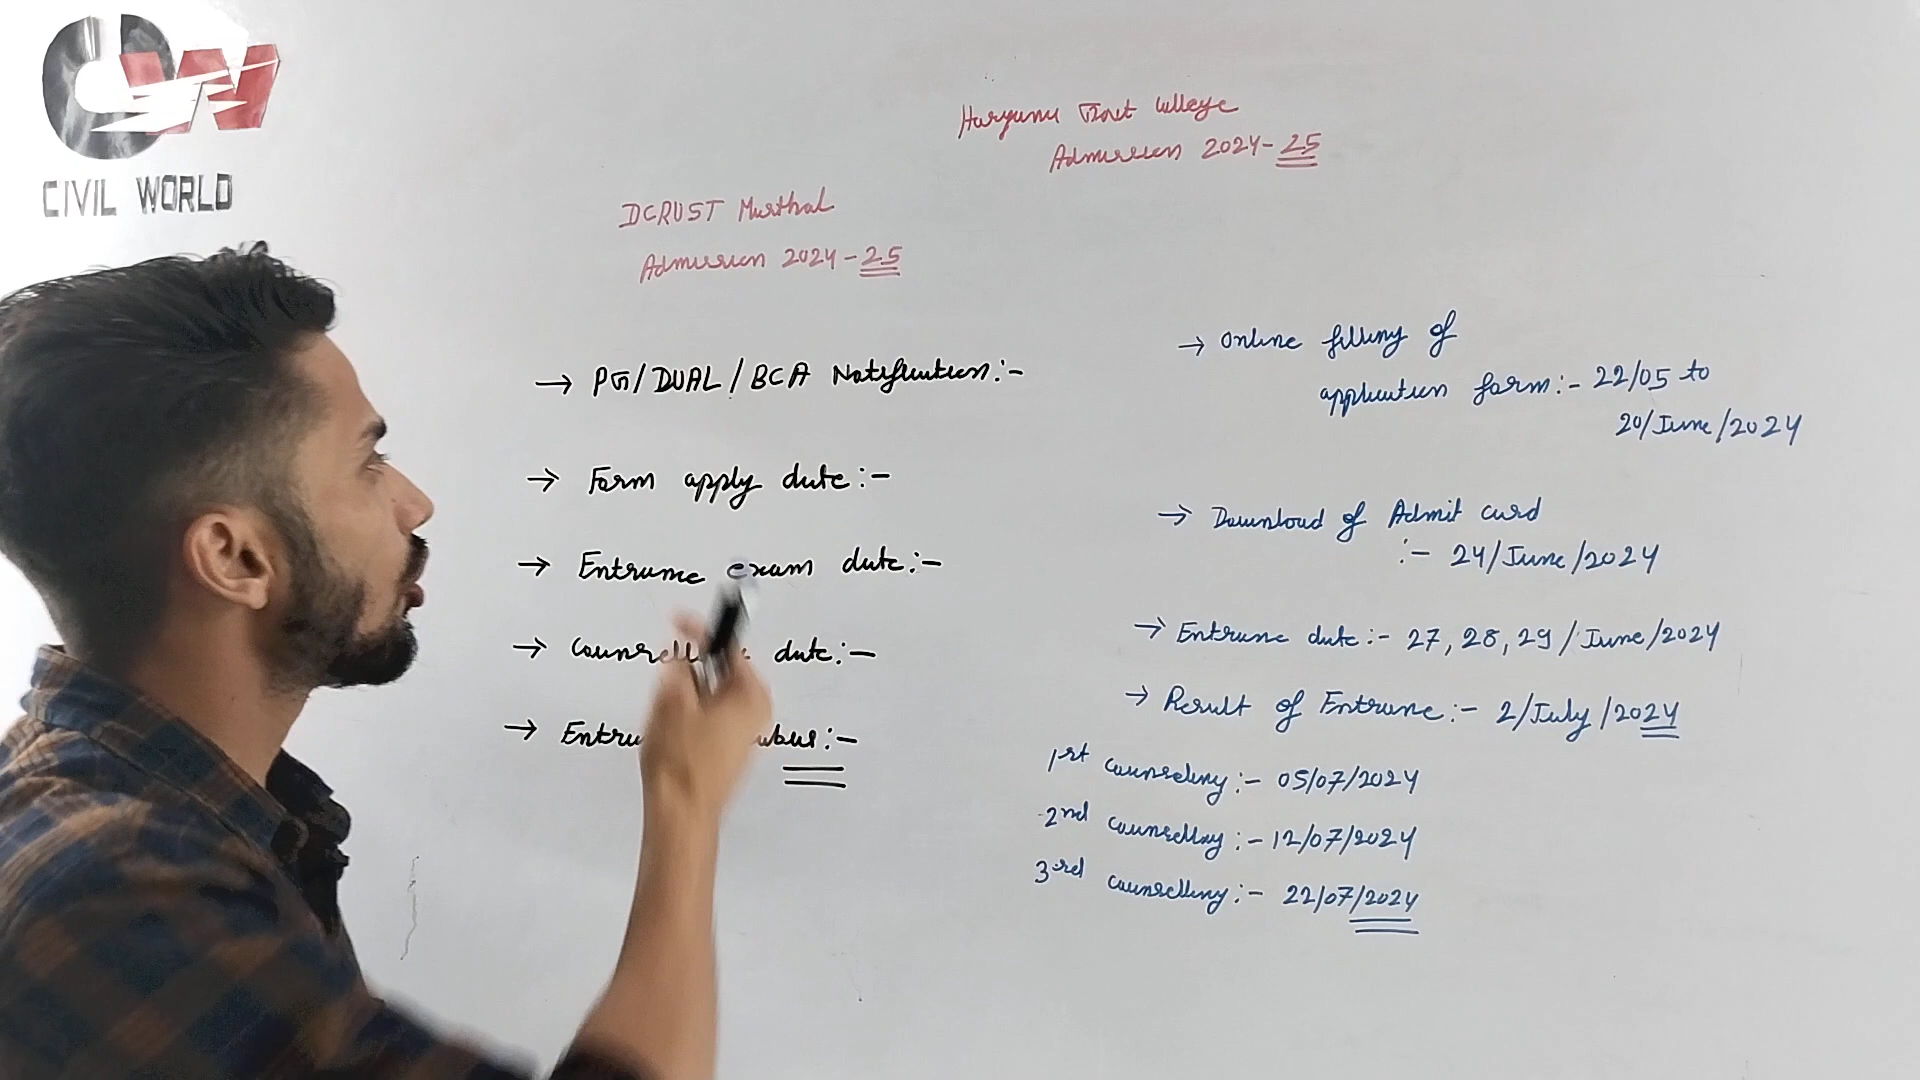 CW
CIVIL WORLD
Haryana Govt College
Admission 2024-25
DCRUST Murthal
Admission 2024-25
→ PG/DUAL/BCA Notification:-
→ Form apply date:-
→ Entrance exam date:-
→ date:-
→
→ Online filling of
application form:- 22/05 to
20/June/2024
→ Download of Admit card
:- 24/June/2024
→ Entrance date:- 27, 28, 29/June/2024
→ Result of Entrance:- 2/July/2024
1st counseling:- 05/07/2024
2nd counselling:- 12/07/2024
3rd counselling:- 22/07/2024